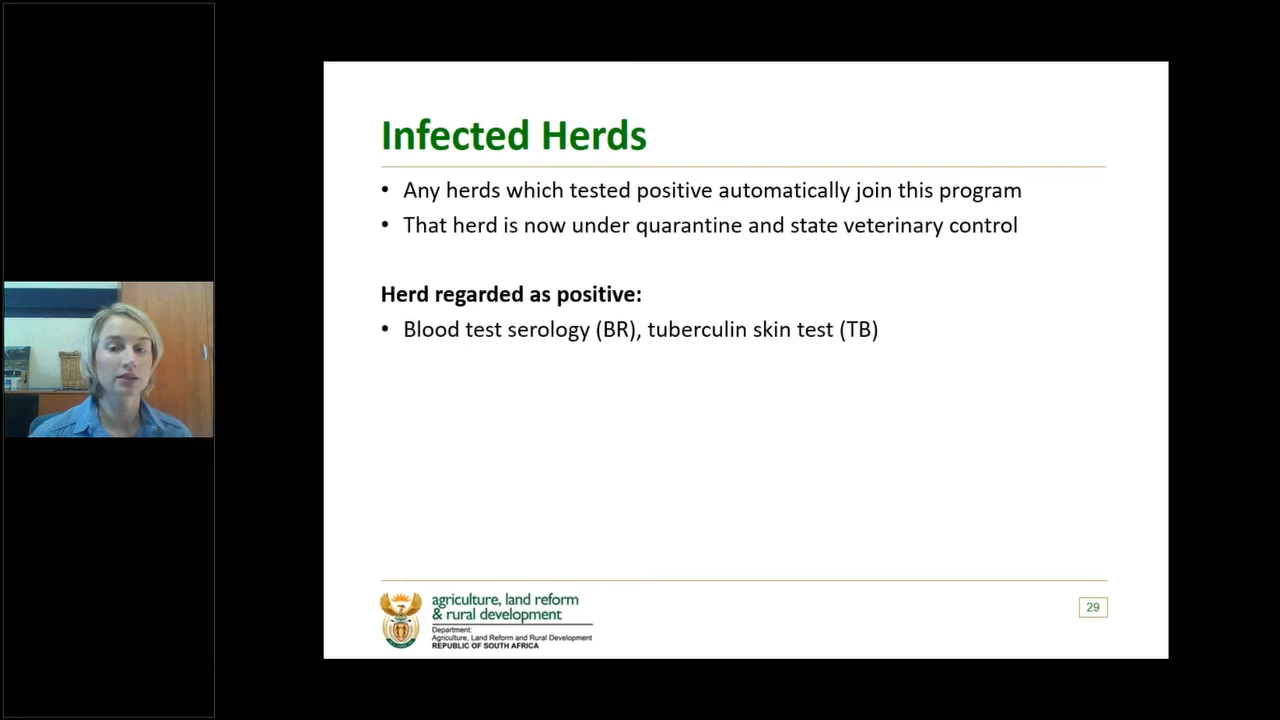 Infected Herds
• Any herds which tested positive automatically join this program
• That herd is now under quarantine and state veterinary control
Herd regarded as positive:
• Blood test serology (BR), tuberculin skin test (TB)
agriculture, land reform
& rural development
Department:
Agriculture, Land Reform and Rural Development
REPUBLIC OF SOUTH AFRICA
29